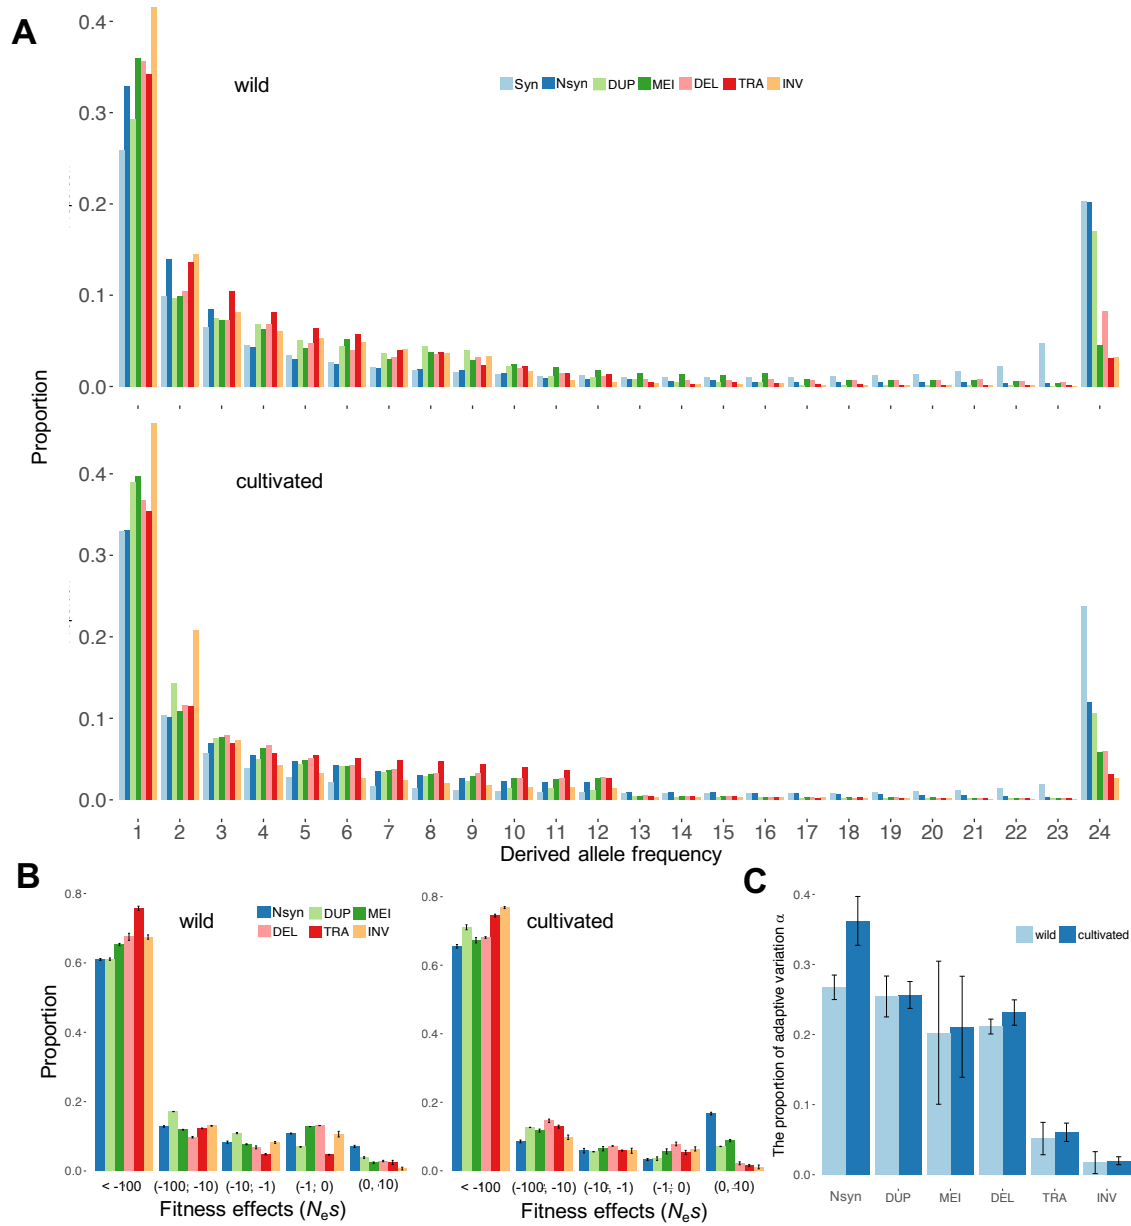 A
0.4
0.3
0.2
0.1
0.0
wild
Syn Nsyn DUP MEI DEL TRA INV
Proportion
cultivated
0.4
0.3
0.2
0.1
0.0
1 2 3 4 5 6 7 8 9 10 11 12 13 14 15 16 17 18 19 20 21 22 23 24
Derived allele frequency
B
0.8
0.6
0.4
0.2
0.0
wild
Nsyn DUP MEI
DEL TRA INV
Proportion
< -100 (-100; -10) (-10; -1) (-1; 0) (0, 10)
Fitness effects (Nₑs)
0.8
0.6
0.4
0.2
0.0
cultivated
< -100 (-100; -10) (-10, -1) (-1; 0) (0, 10)
Fitness effects (Nₑs)
C
0.4
0.3
0.2
0.1
0.0
wild cultivated
The proportion of adaptive variation α
Nsyn DUP MEI DEL TRA INV